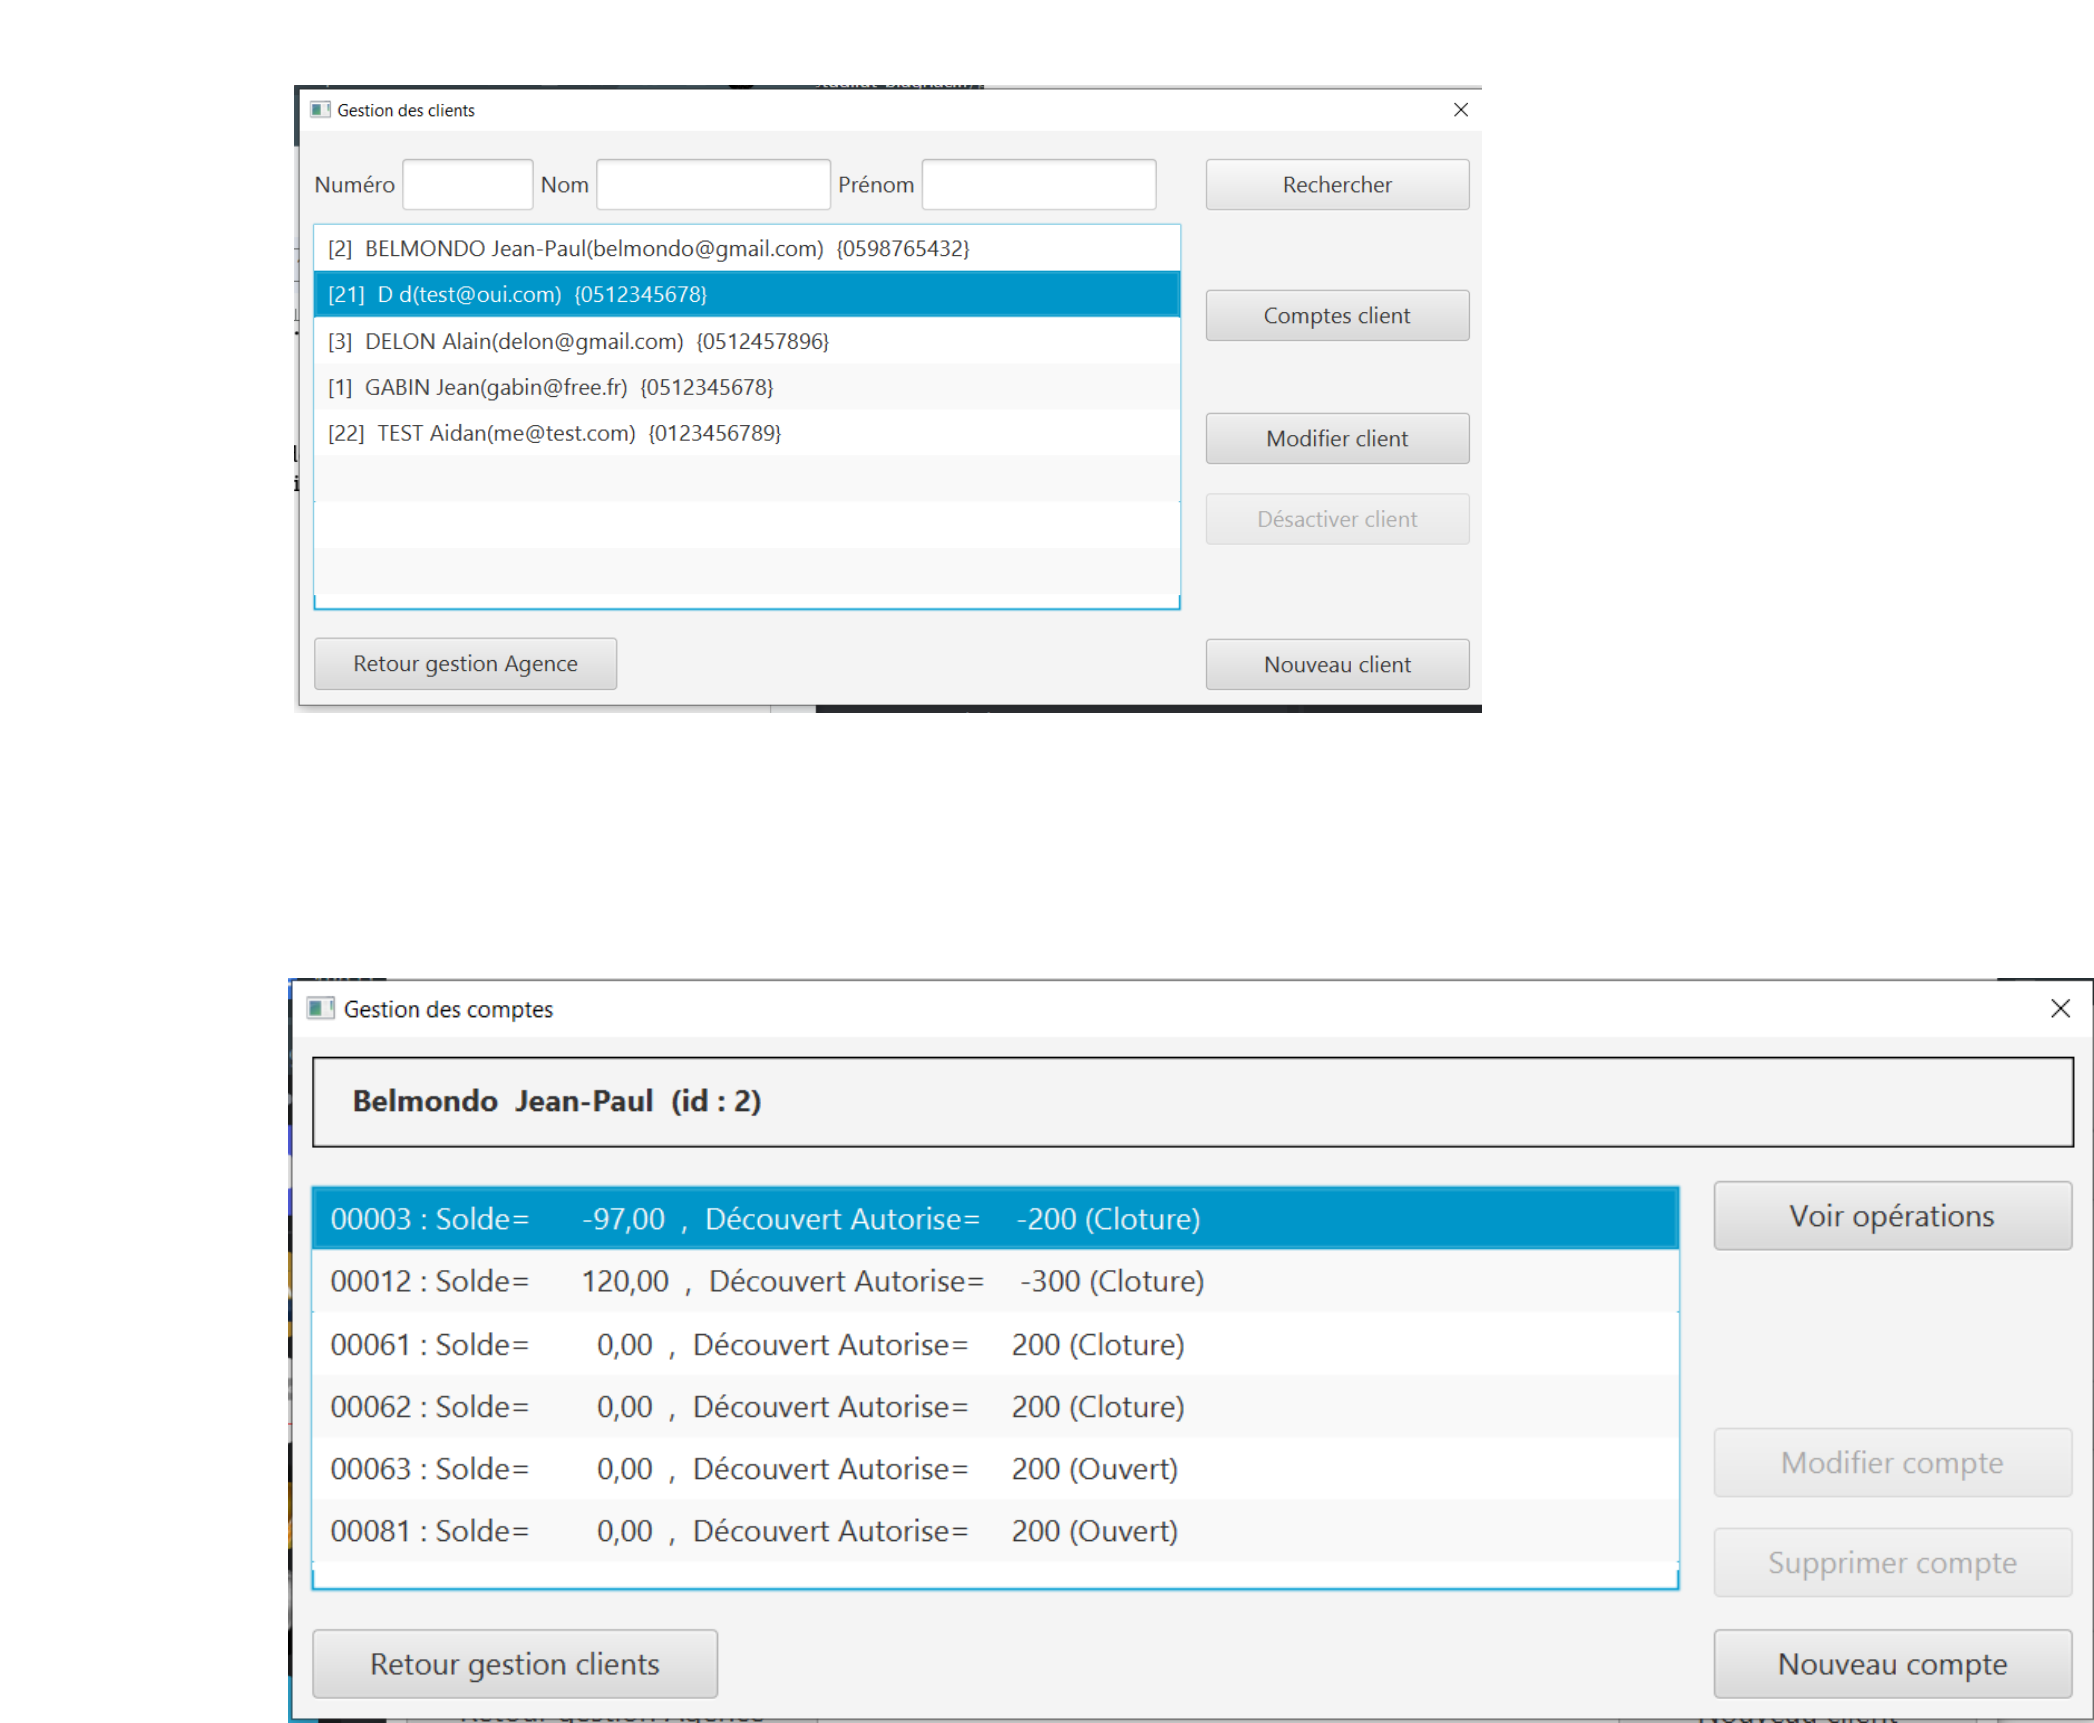 Gestion des clients
Numéro Nom Prénom Rechercher
[2] BELMONDO Jean-Paul(belmondo@gmail.com) {0598765432}
[21] D d(test@oui.com) {0512345678}
Comptes client
[3] DELON Alain(delon@gmail.com) {0512457896}
[1] GABIN Jean(gabin@free.fr) {0512345678}
[22] TEST Aidan(me@test.com) {0123456789}
Modifier client
Désactiver client
Retour gestion Agence
Nouveau client
Gestion des comptes
Belmondo Jean-Paul (id : 2)
00003 : Solde= -97,00 , Découvert Autorise= -200 (Cloture)
Voir opérations
00012 : Solde= 120,00 , Découvert Autorise= -300 (Cloture)
00061 : Solde= 0,00 , Découvert Autorise= 200 (Cloture)
00062 : Solde= 0,00 , Découvert Autorise= 200 (Cloture)
00063 : Solde= 0,00 , Découvert Autorise= 200 (Ouvert)
Modifier compte
00081 : Solde= 0,00 , Découvert Autorise= 200 (Ouvert)
Supprimer compte
Retour gestion clients
Nouveau compte
Retour gestion Agence
Nouveau client